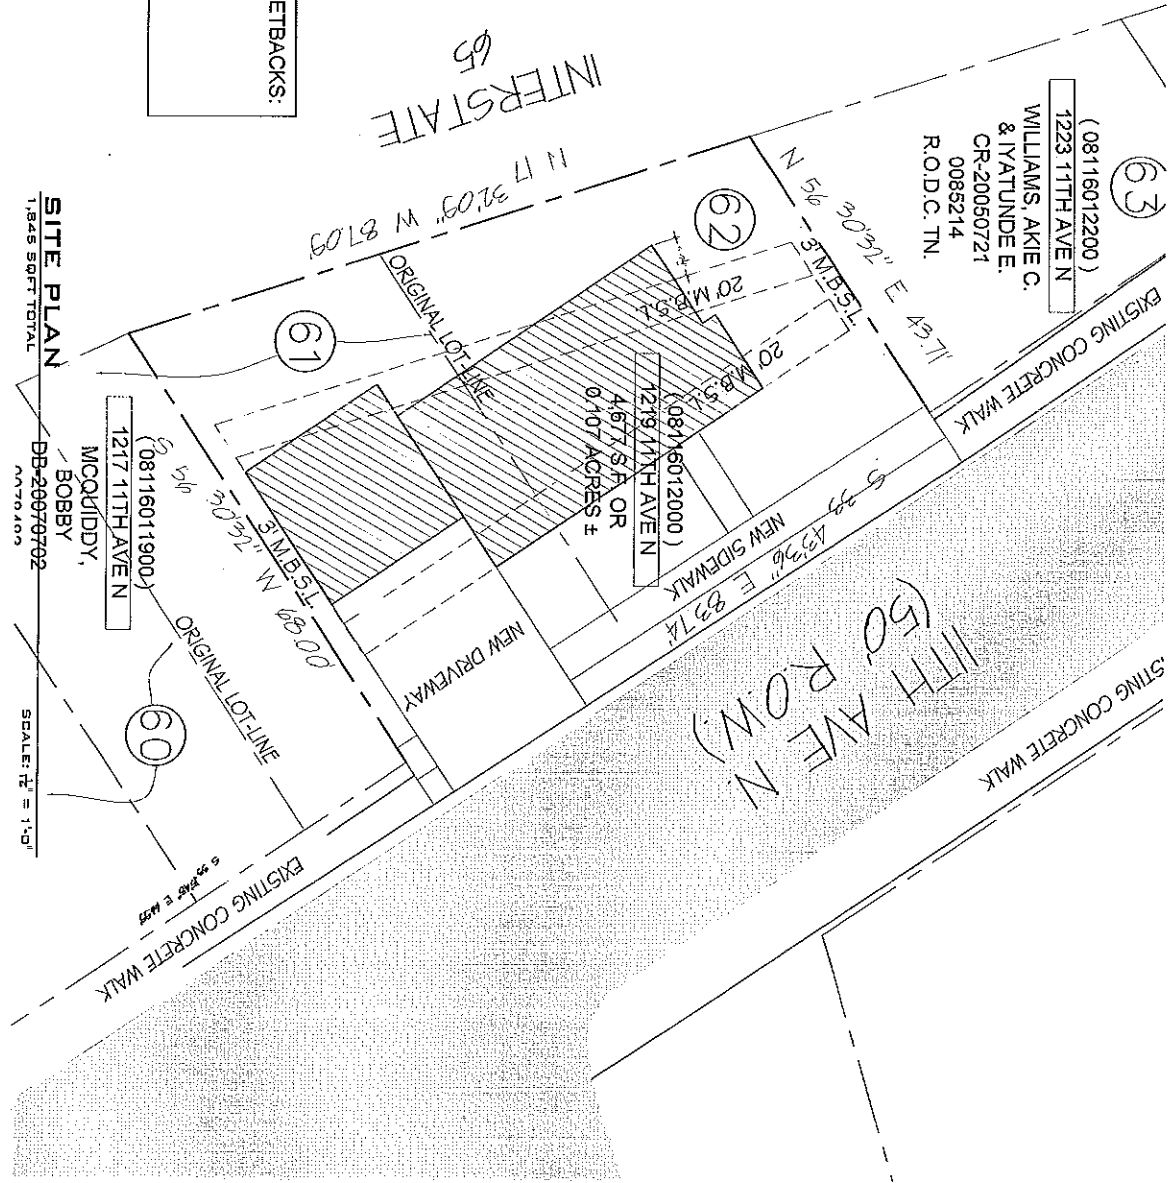 ETBACKS:
INTERSTATE
65
63
( 08116012200 )
1223 11TH AVE N
WILLIAMS, AKIE C.
& IYATUNDE E.
CR-20050721
0085214
R.O.D.C. TN.
EXISTING CONCRETE WALK
N 56 30'32" E 43.71'
3' M.B.S.L.
62
20' M.B.S.L.
20' M.B.S.L.
N 17 32'09" W 87.09'
ORIGINAL LOT-LINE
61
( 08116012000 )
1219 11TH AVE N
4,677 S.F. OR
0.107 ACRES ±
NEW SIDEWALK
S 33 43'36" E 83.74'
NEW DRIVEWAY
3' M.B.S.L.
S 56 30'32" W 68.00'
11TH AVE N
(50' R.O.W.)
STING CONCRETE WALK
( 08116011900 )
1217 11TH AVE N
MCQUIDDY,
BOBBY
DB-20070702
ORIGINAL LOT-LINE
60
EXISTING CONCRETE WALK
SITE PLAN
1,845 SQFT TOTAL
SCALE: 1/12" = 1'-0"